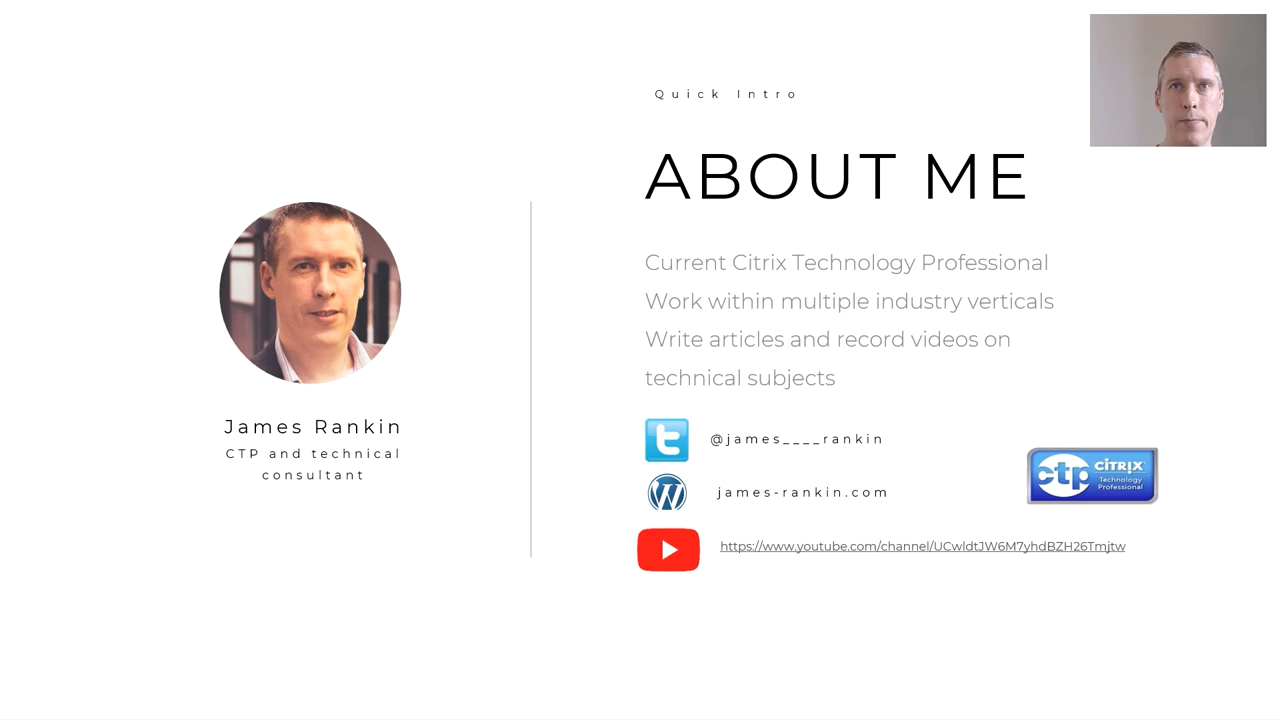 Quick Intro
ABOUT ME
James Rankin
CTP and technical
consultant
Current Citrix Technology Professional
Work within multiple industry verticals
Write articles and record videos on
technical subjects
@james____rankin
james-rankin.com
https://www.youtube.com/channel/UCwldtJW6M7yhdBZH26Tmjtw
ctp CITRIX
Technology
Professional